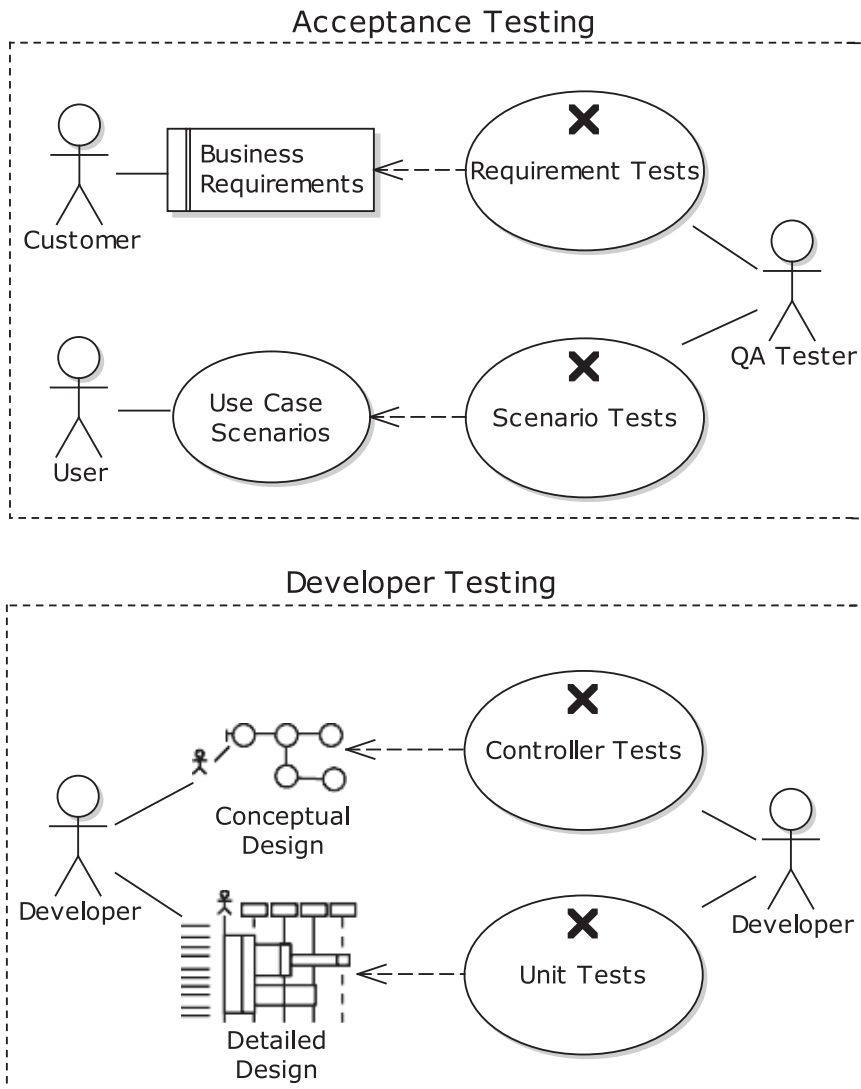 Acceptance Testing
Business
Requirements
Requirement Tests
Customer
QA Tester
Use Case
Scenarios
Scenario Tests
User
Developer Testing
Controller Tests
Conceptual
Design
Developer
Developer
Unit Tests
Detailed
Design